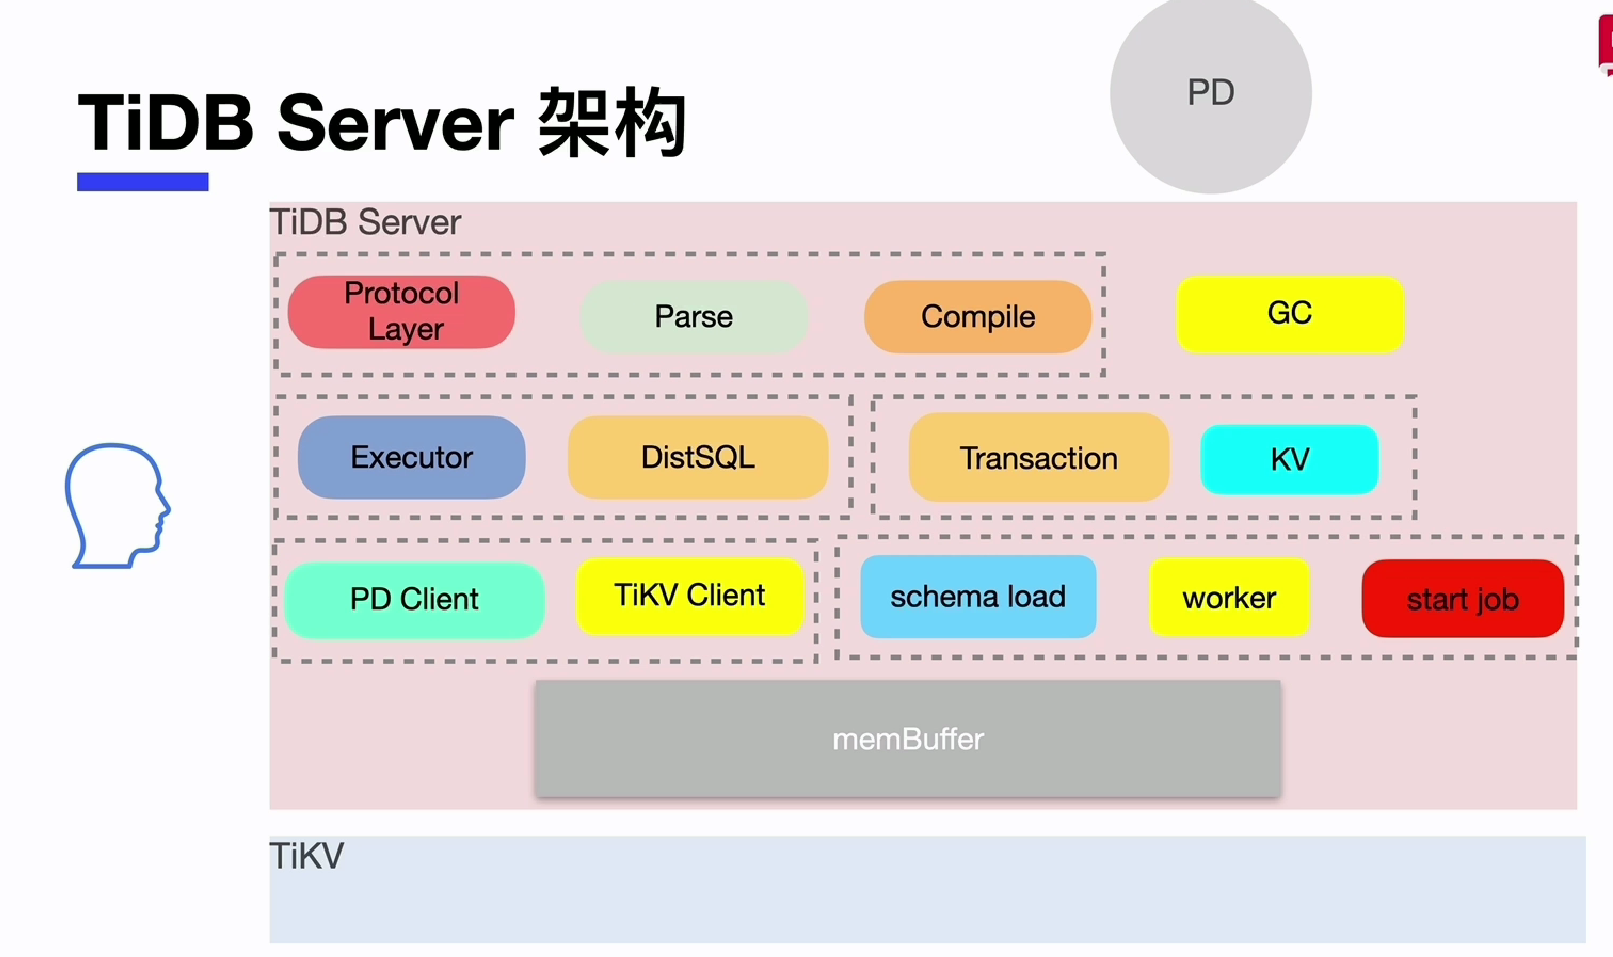 PD
TiDB Server 架构
TiDB Server
Protocol
Layer
Parse
Compile
GC
Executor
DistSQL
Transaction
KV
PD Client
TiKV Client
schema load
worker
start job
memBuffer
TiKV